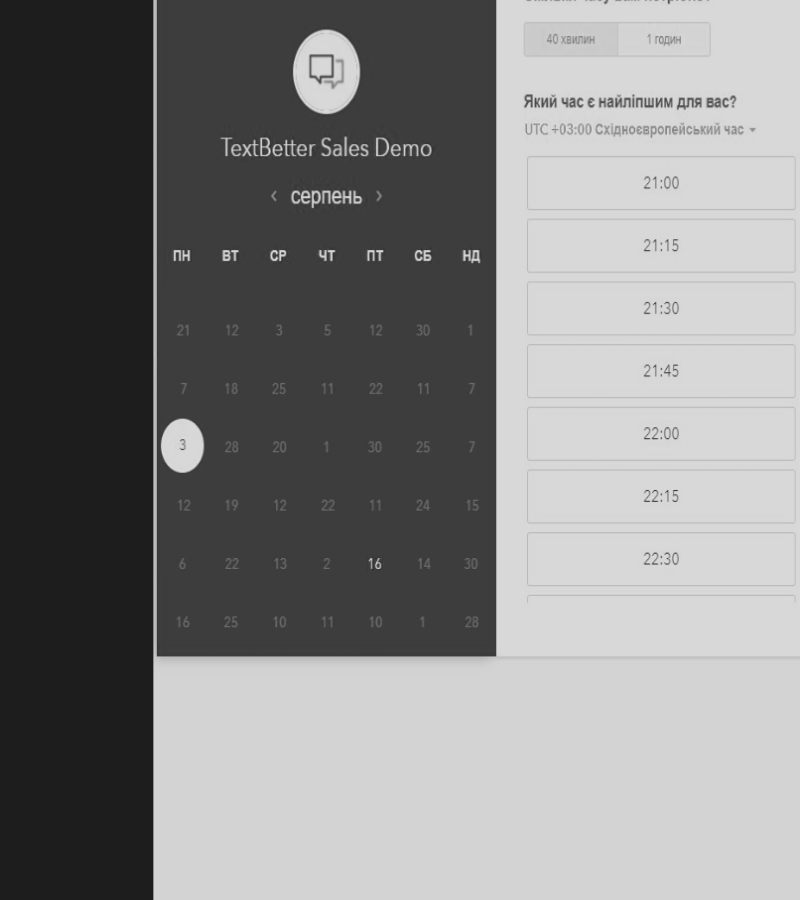 TextBetter Sales Demo
‹ серпень ›
ПН ВТ СР ЧТ ПТ СБ НД
21 12 3 5 12 30 1
7 18 25 11 22 11 7
3 28 20 1 30 25 7
12 19 12 22 11 24 15
6 22 13 2 16 14 30
16 25 10 11 10 1 28
40 хвилин 1 годин
Який час є найліпшим для вас?
UTC +03:00 Східноєвропейський час
21:00
21:15
21:30
21:45
22:00
22:15
22:30